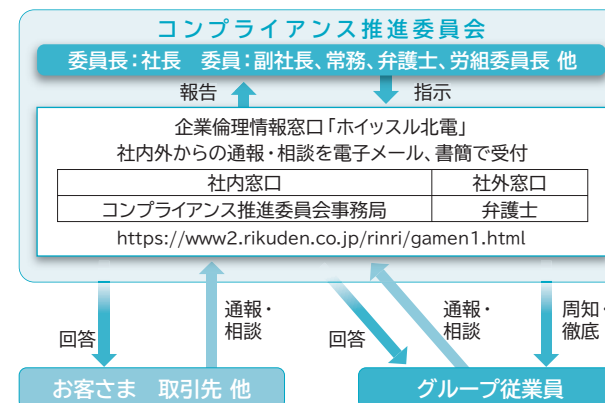 コンプライアンス推進委員会
委員長：社長　委員：副社長、常務、弁護士、労組委員長 他
報告
指示
企業倫理情報窓口「ホイッスル北電」
社内外からの通報・相談を電子メール、書簡で受付
社内窓口
社外窓口
コンプライアンス推進委員会事務局
弁護士
https://www2.rikuden.co.jp/rinri/gamen1.html
回答
通報・
相談
回答
通報・
相談
周知・
徹底
お客さま　取引先 他
グループ従業員